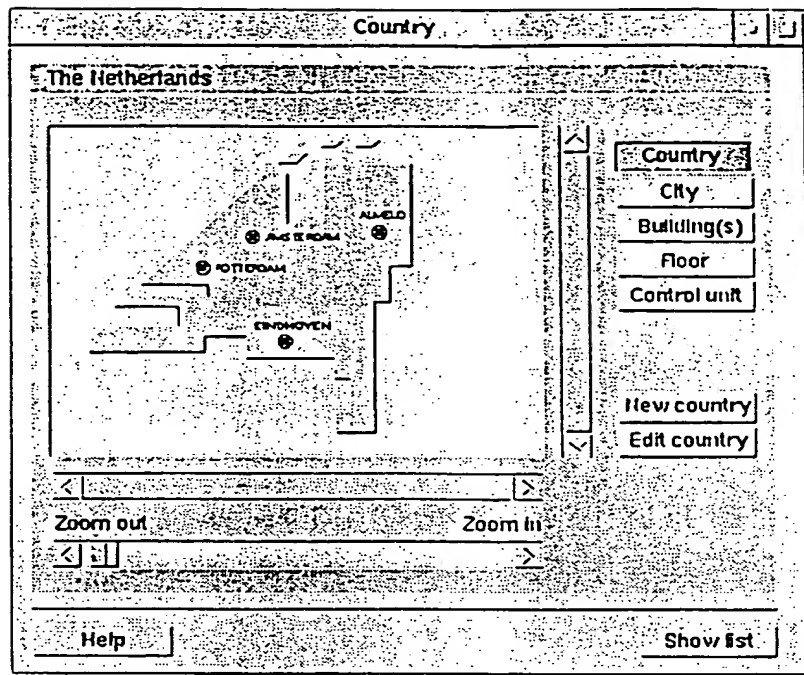 Country
The Netherlands
Country
City
Building(s)
Floor
Control unit
ALMELO
AMSTERDAM
ROTTERDAM
EINDHOVEN
New country
Edit country
Zoom out
Zoom in
Help
Show list